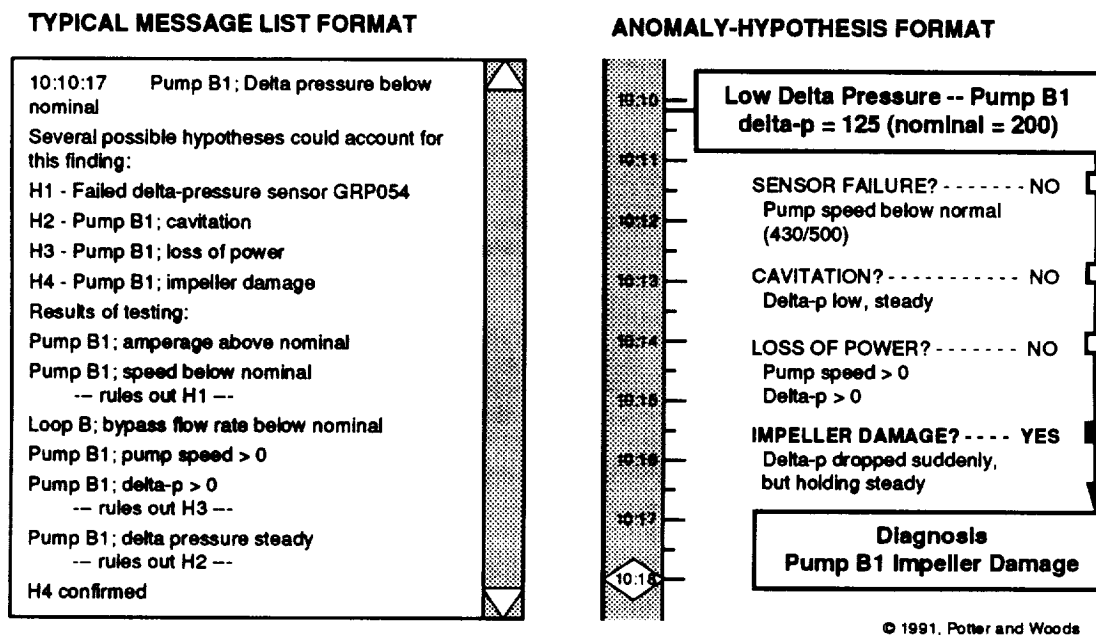 TYPICAL MESSAGE LIST FORMAT
10:10:17 Pump B1; Delta pressure below
nominal
Several possible hypotheses could account for
this finding:
H1 - Failed delta-pressure sensor GRP054
H2 - Pump B1; cavitation
H3 - Pump B1; loss of power
H4 - Pump B1; impeller damage
Results of testing:
Pump B1; amperage above nominal
Pump B1; speed below nominal
--- rules out H1 ---
Loop B; bypass flow rate below nominal
Pump B1; pump speed > 0
Pump B1; delta-p > 0
--- rules out H3 ---
Pump B1; delta pressure steady
--- rules out H2 ---
H4 confirmed
ANOMALY-HYPOTHESIS FORMAT
10:10
10:11
10:12
10:13
10:14
10:15
10:16
10:17
10:18
Low Delta Pressure -- Pump B1
delta-p = 125 (nominal = 200)
SENSOR FAILURE? - - - - - - - NO
Pump speed below normal
(430/500)
CAVITATION? - - - - - - - - - - - NO
Delta-p low, steady
LOSS OF POWER? - - - - - - - NO
Pump speed > 0
Delta-p > 0
IMPELLER DAMAGE? - - - - YES
Delta-p dropped suddenly,
but holding steady
Diagnosis
Pump B1 Impeller Damage
© 1991, Potter and Woods